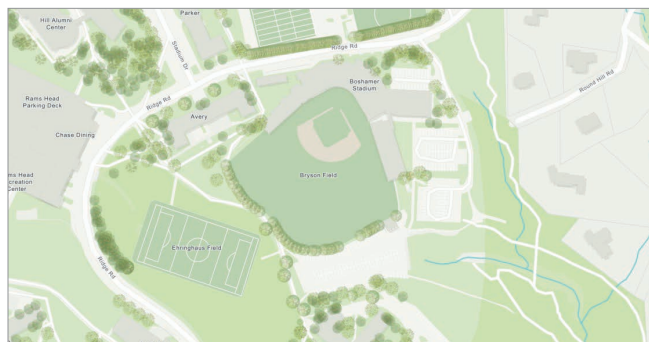 Hill Alumni
Center
Parker
Stadium Dr
Ridge Rd
Round Hill Rd
Boshamer
Stadium
Rams Head
Parking Deck
Ridge Rd
Avery
Chase Dining
Bryson Field
ms Head
creation
Center
Ehringhaus Field
Ridge Rd